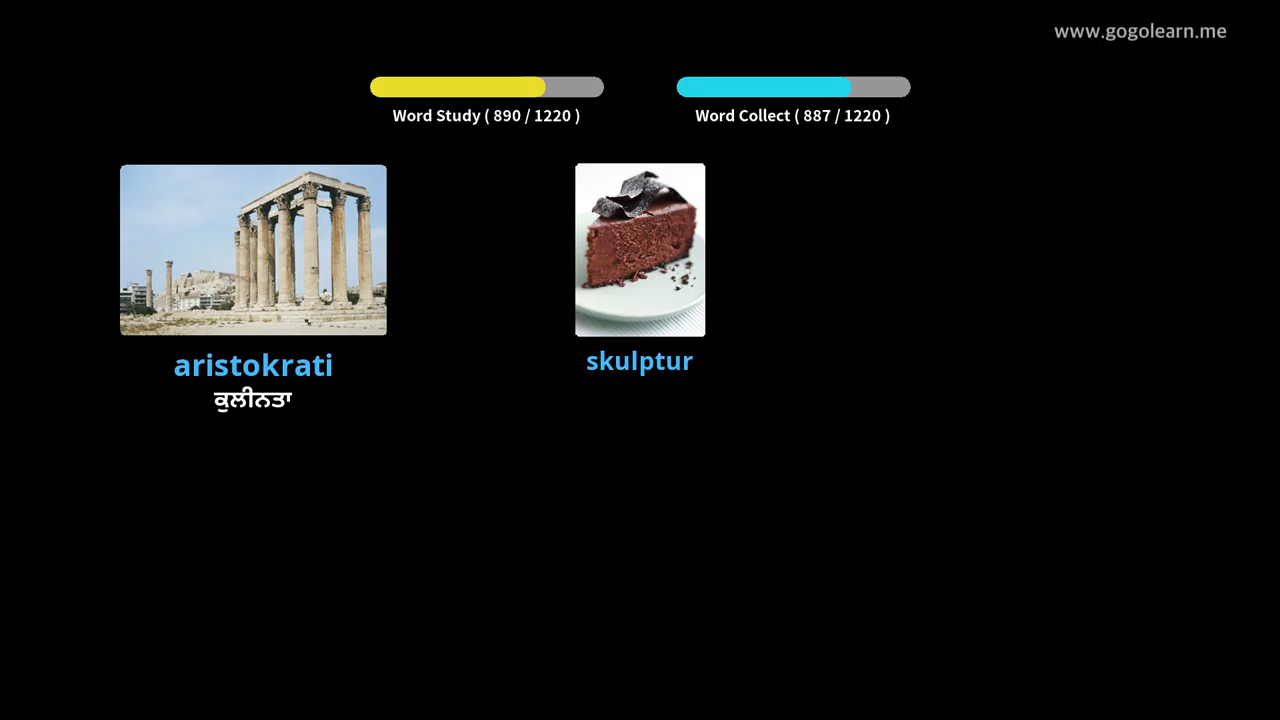 www.gogolearn.me
Word Study ( 890 / 1220 )
Word Collect ( 887 / 1220 )
aristokrati
ਕੁਲੀਨਤਾ
skulptur